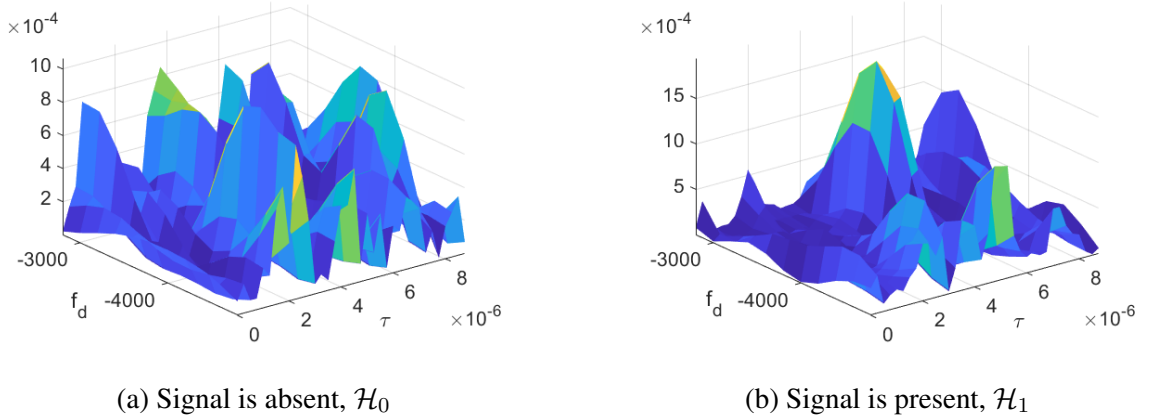 ×10⁻⁴
10
8
6
4
2
-3000
f_d -4000
0 2 4 6 8
τ ×10⁻⁶
(a) Signal is absent, ℋ₀
×10⁻⁴
15
10
5
-3000
f_d -4000
0 2 4 6 8
τ ×10⁻⁶
(b) Signal is present, ℋ₁